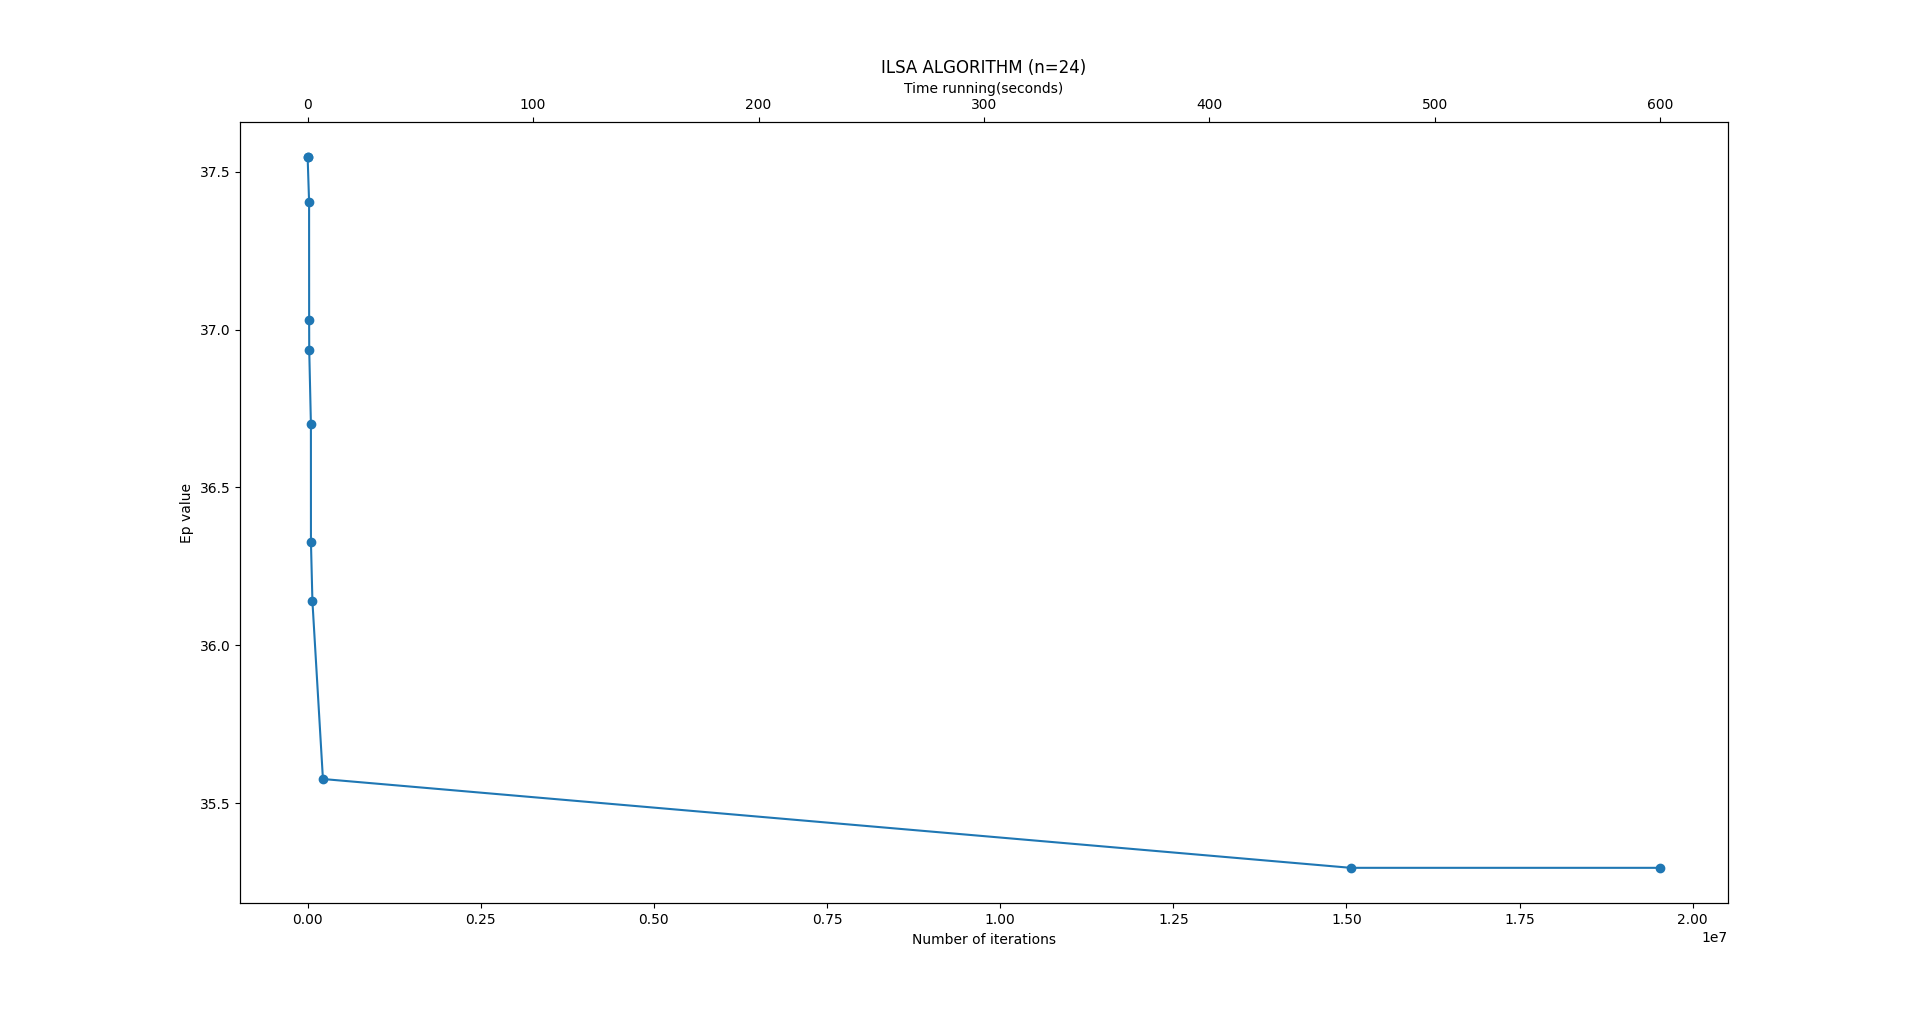 ILSA ALGORITHM (n=24)
Time running(seconds)
0 100 200 300 400 500 600
37.5
37.0
36.5
36.0
35.5
Ep value
0.00 0.25 0.50 0.75 1.00 1.25 1.50 1.75 2.00
1e7
Number of iterations